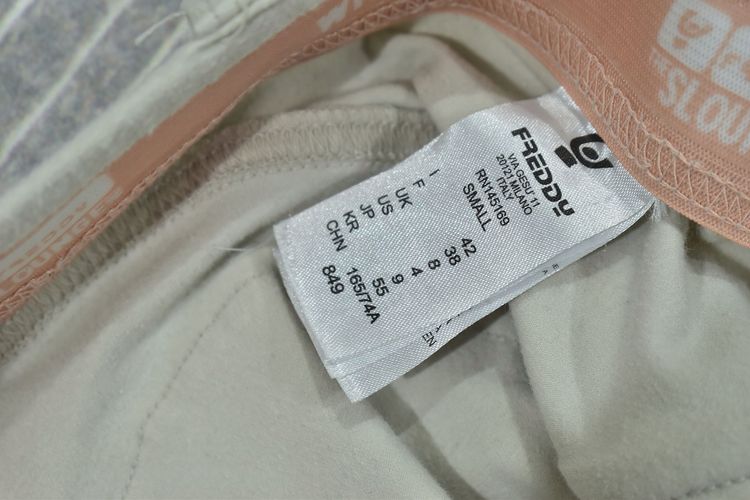 FREDDY
VIA GESU' 11
20121 MILANO
ITALY
RN145169
SMALL
I 42
F 38
UK 8
US 4
JP 9
KR 55
CHN 165/74A
849
EN
SLOU